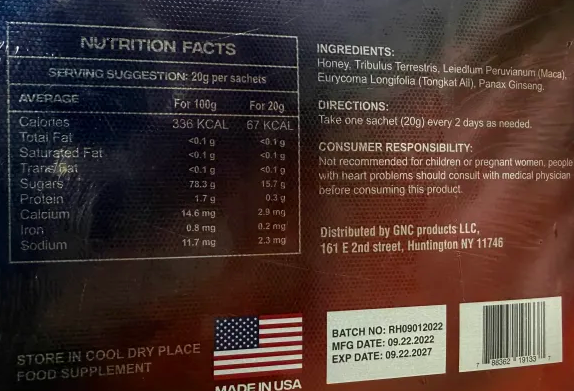 NUTRITION FACTS
SERVING SUGGESTION: 20g per sachets
AVERAGE For 100g For 20g
Calories 336 KCAL 67 KCAL
Total Fat <0.1 g <0.1 g
Saturated Fat <0.1 g <0.1 g
Trans Fat <0.1 g <0.1 g
Sugars 78.3 g 15.7 g
Protein 1.7 g 0.3 g
Calcium 14.6 mg 2.9 mg
Iron 0.8 mg 0.2 mg
Sodium 11.7 mg 2.3 mg
STORE IN COOL DRY PLACE
FOOD SUPPLEMENT
MADE IN USA
INGREDIENTS:
Honey, Tribulus Terrestris, Leiedlum Peruvianum (Maca),
Eurycoma Longifolia (Tongkat Ali), Panax Ginseng.
DIRECTIONS:
Take one sachet (20g) every 2 days as needed.
CONSUMER RESPONSIBILITY:
Not recommended for children or pregnant women, people
with heart problems should consult with medical physician
before consuming this product.
Distributed by GNC products LLC,
161 E 2nd street, Huntington NY 11746
BATCH NO: RH09012022
MFG DATE: 09.22.2022
EXP DATE: 09.22.2027
7 88362 19133 7